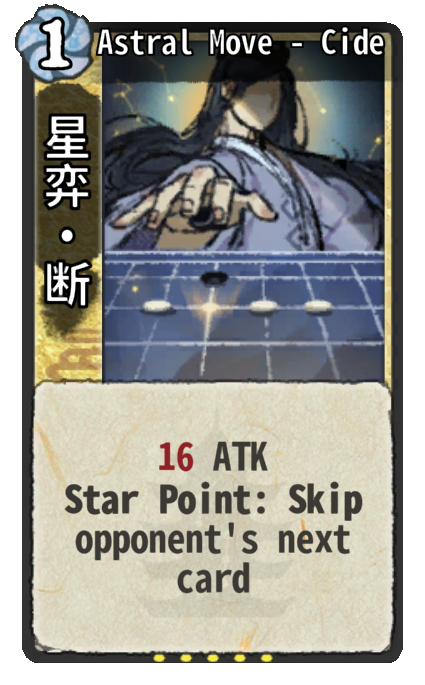 1
Astral Move - Cide
星弈・断
16 ATK
Star Point: Skip
opponent's next
card